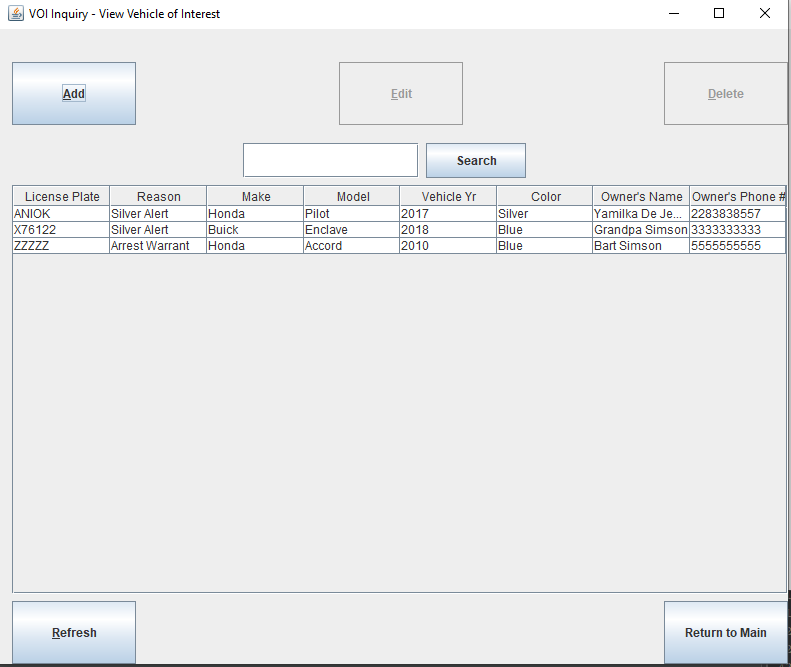 VOI Inquiry - View Vehicle of Interest
Add Edit Delete
Search
License Plate Reason Make Model Vehicle Yr Color Owner's Name Owner's Phone #
ANIOK Silver Alert Honda Pilot 2017 Silver Yamilka De Je... 2283838557
X76122 Silver Alert Buick Enclave 2018 Blue Grandpa Simson 3333333333
ZZZZZ Arrest Warrant Honda Accord 2010 Blue Bart Simson 5555555555
Refresh Return to Main